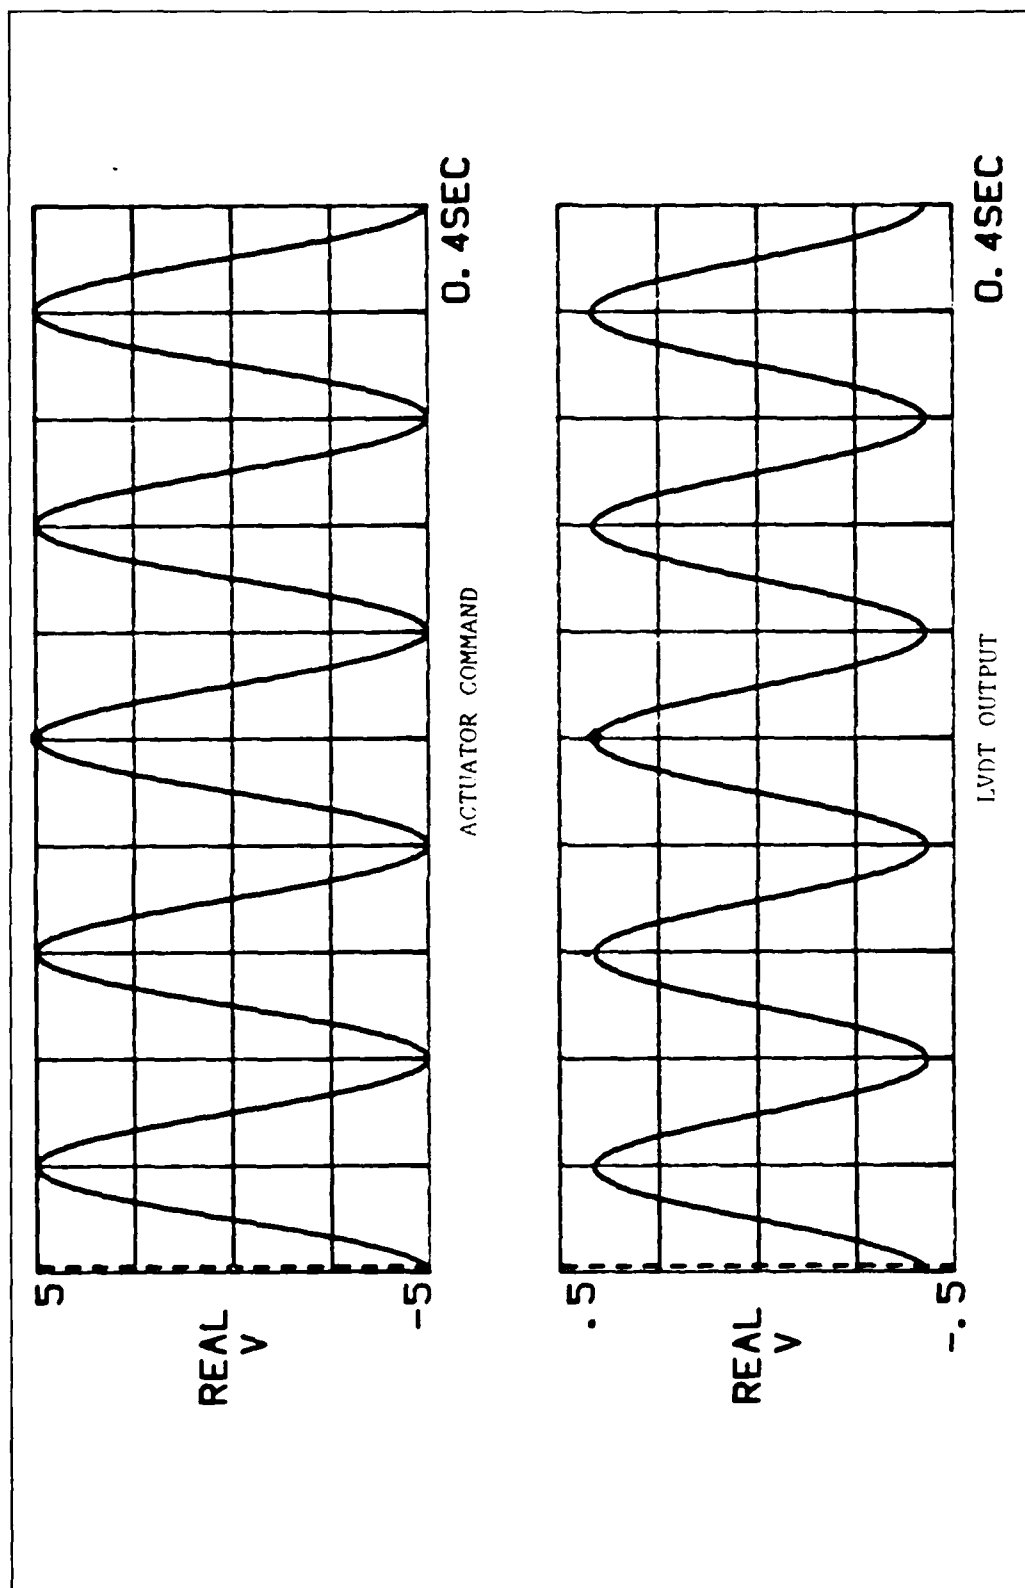 5
REAL
V
-5
0.4SEC
ACTUATOR COMMAND
.5
REAL
V
-.5
0.4SEC
LVDT OUTPUT